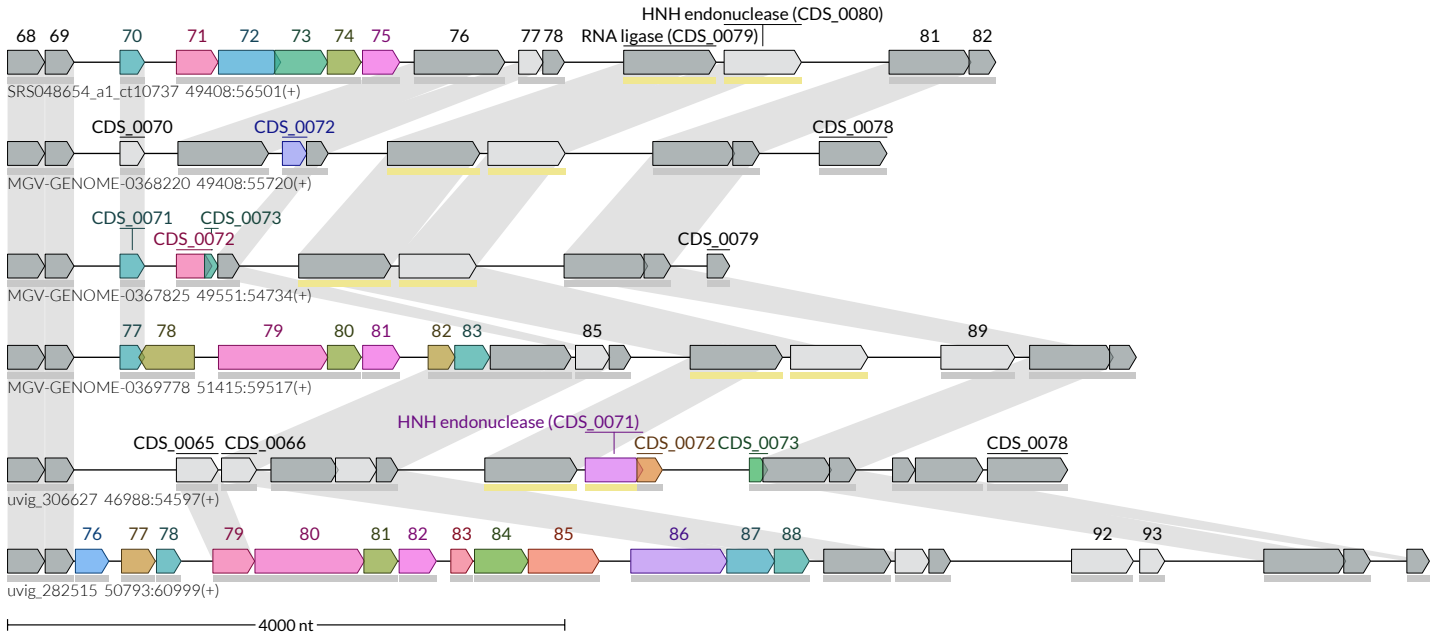 HNH endonuclease (CDS_0080)
68 69 70 71 72 73 74 75 76 77 78 RNA ligase (CDS_0079) 81 82
SRS048654_a1_ct10737 49408:56501(+)
CDS_0070 CDS_0072 CDS_0078
MGV-GENOME-0368220 49408:55720(+)
CDS_0071 CDS_0073
CDS_0072 CDS_0079
MGV-GENOME-0367825 49551:54734(+)
77 78 79 80 81 82 83 85 89
MGV-GENOME-0369778 51415:59517(+)
HNH endonuclease (CDS_0071)
CDS_0065 CDS_0066 CDS_0072 CDS_0073 CDS_0078
uvig_306627 46988:54597(+)
76 77 78 79 80 81 82 83 84 85 86 87 88 92 93
uvig_282515 50793:60999(+)
4000 nt